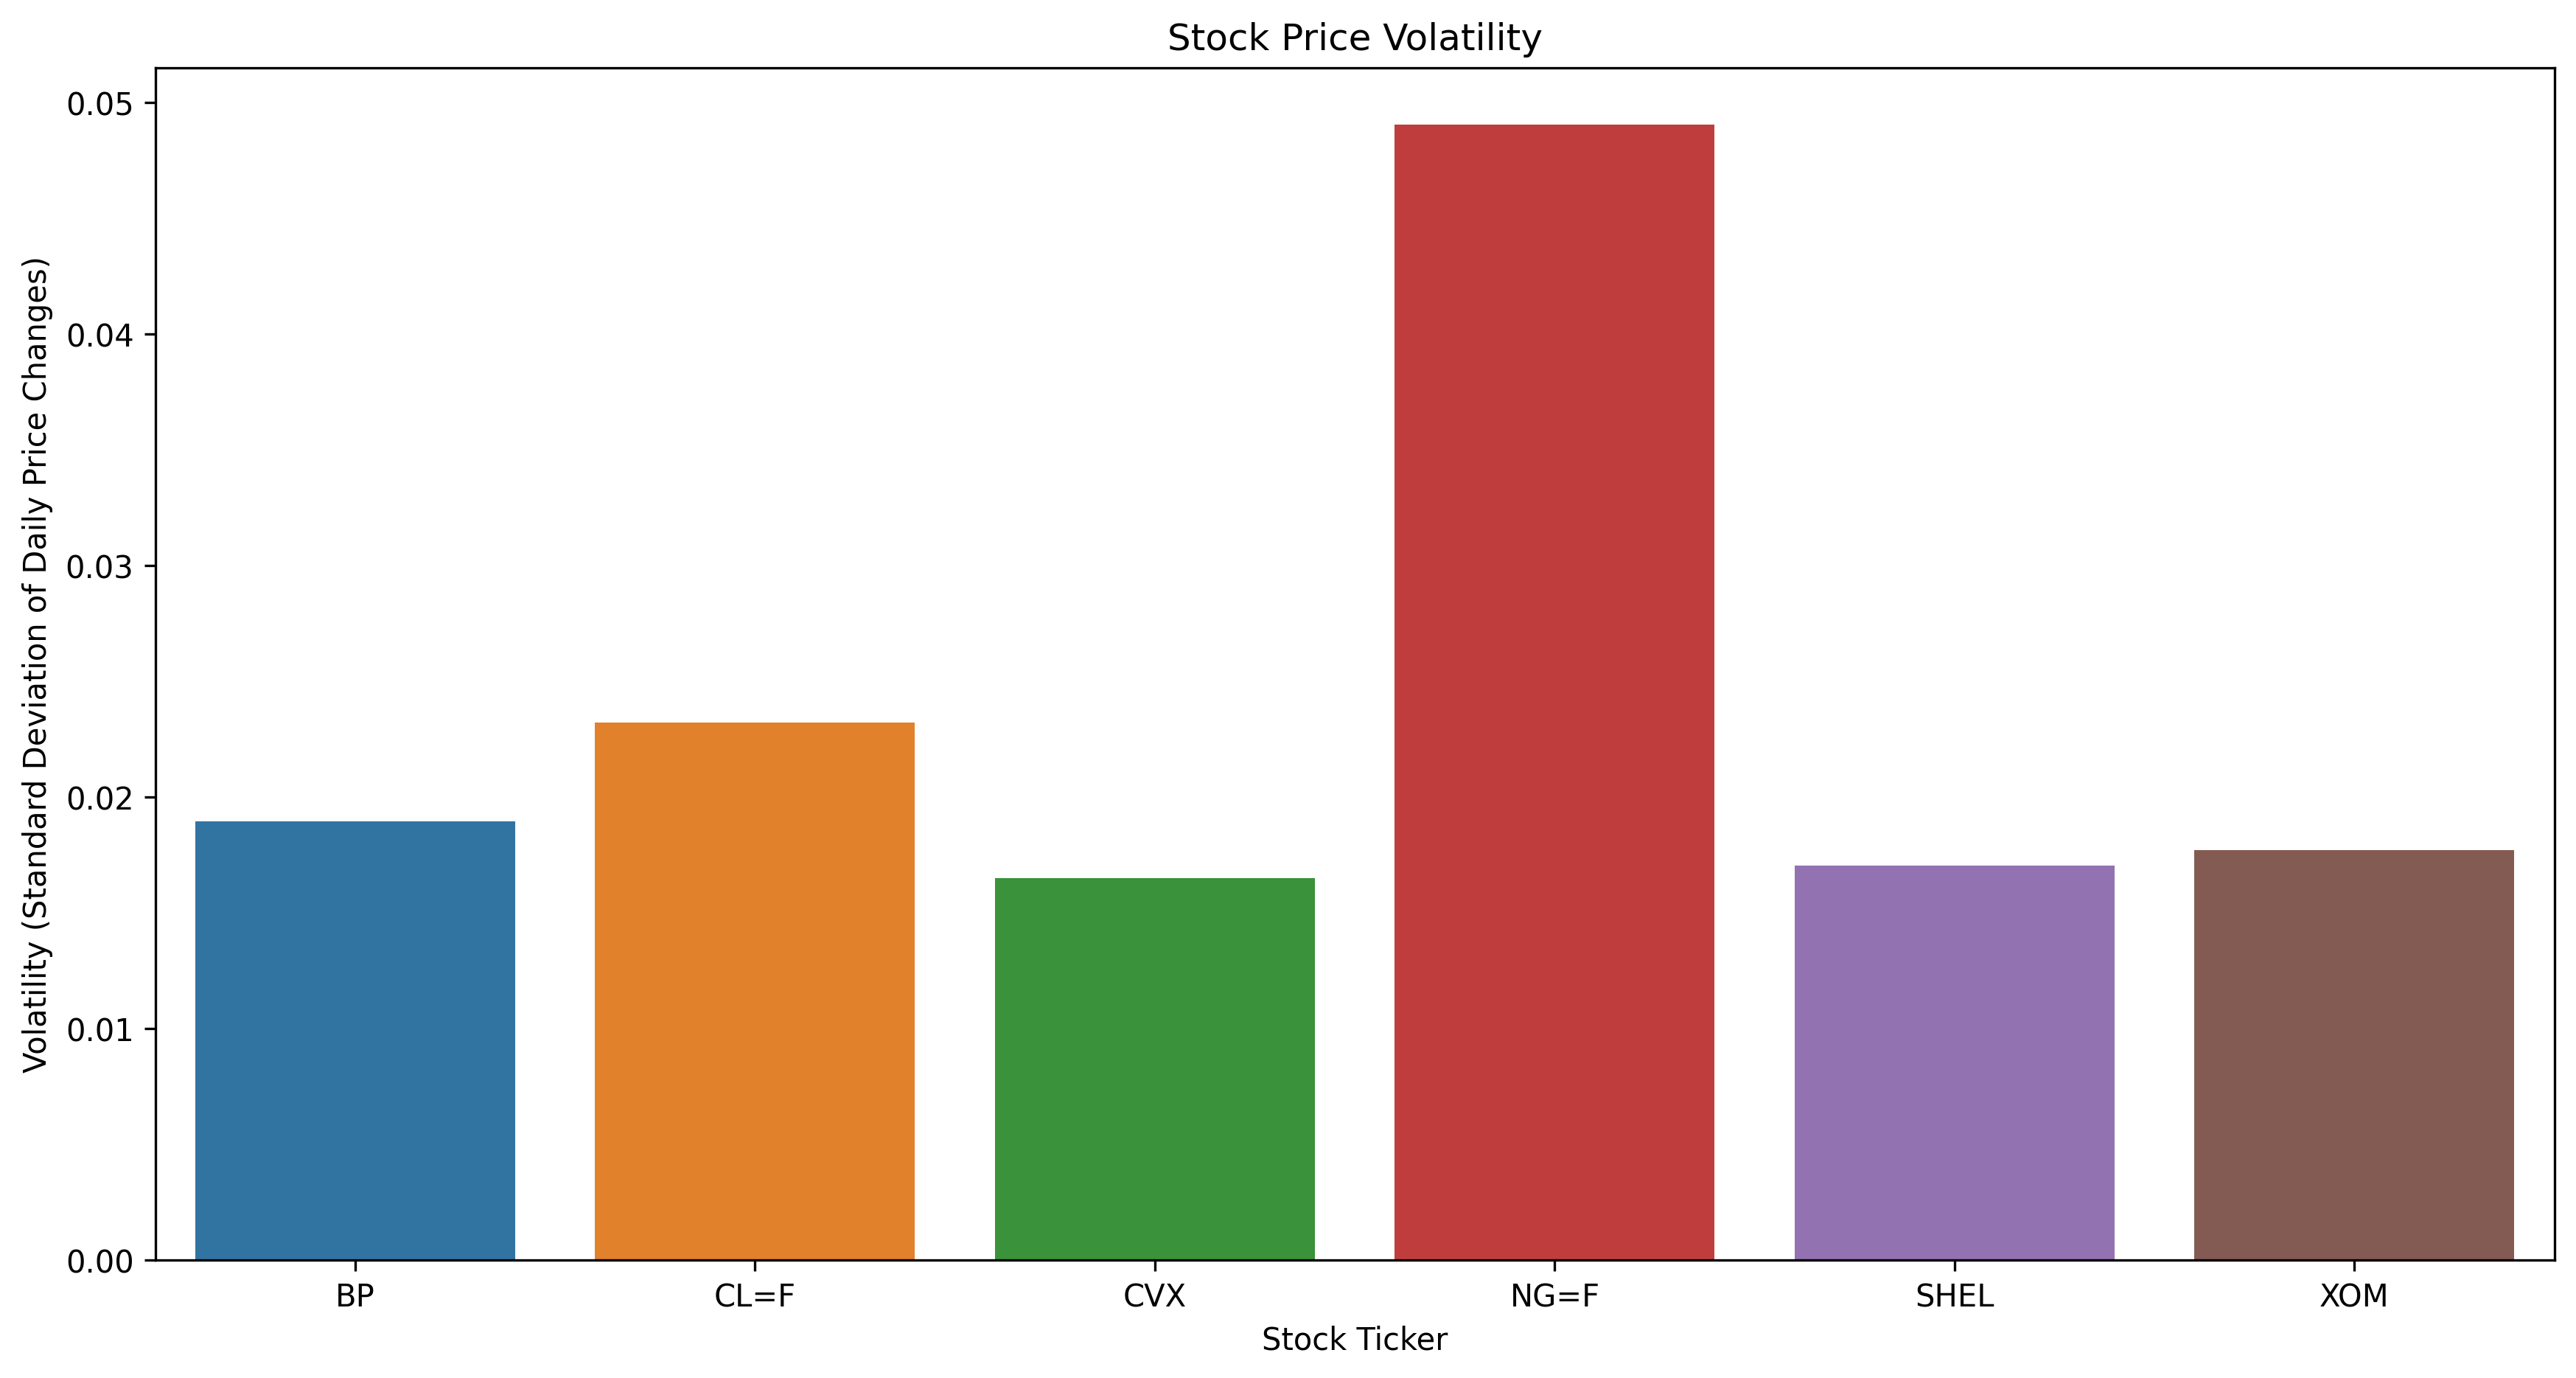 Stock Price Volatility
Volatility (Standard Deviation of Daily Price Changes)
0.05
0.04
0.03
0.02
0.01
0.00
BP CL=F CVX NG=F SHEL XOM
Stock Ticker